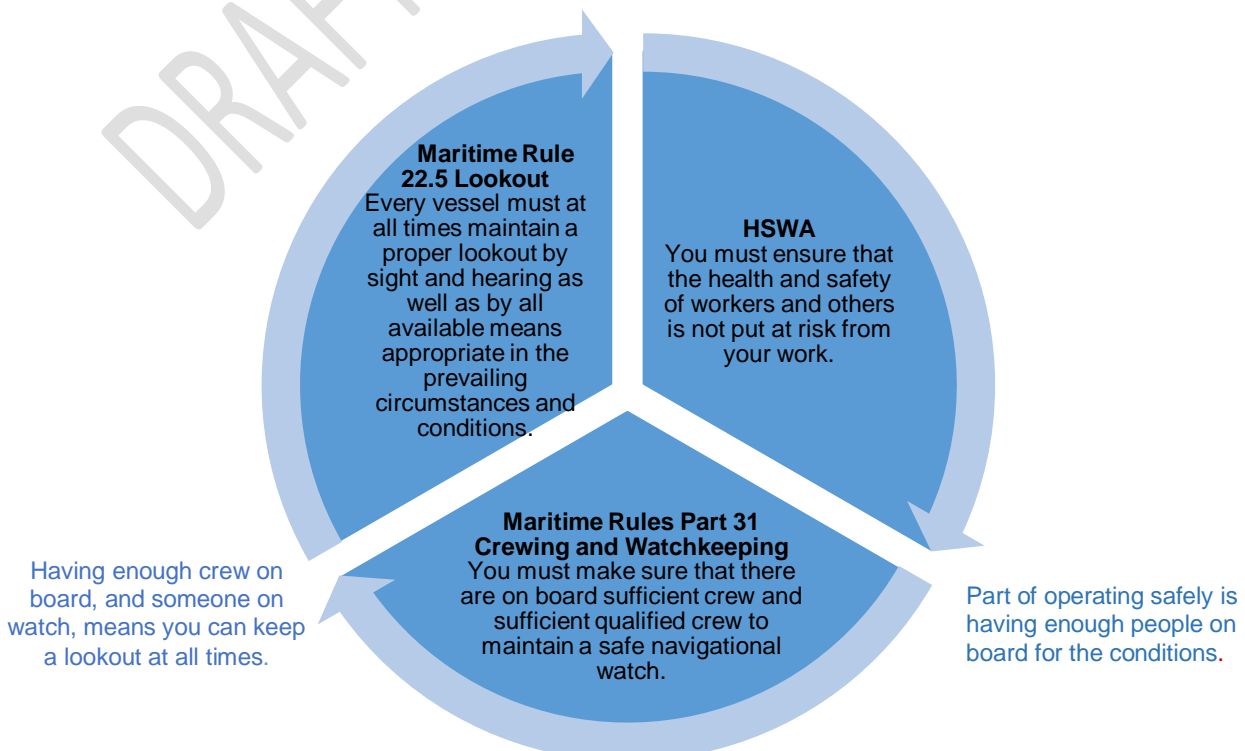 DRAF
Maritime Rule
22.5 Lookout
Every vessel must at
all times maintain a
proper lookout by
sight and hearing as
well as by all
available means
appropriate in the
prevailing
circumstances and
conditions.
HSWA
You must ensure that
the health and safety
of workers and others
is not put at risk from
your work.
Maritime Rules Part 31
Crewing and Watchkeeping
You must make sure that there
are on board sufficient crew and
sufficient qualified crew to
maintain a safe navigational
watch.
Having enough crew on
board, and someone on
watch, means you can keep
a lookout at all times.
Part of operating safely is
having enough people on
board for the conditions.